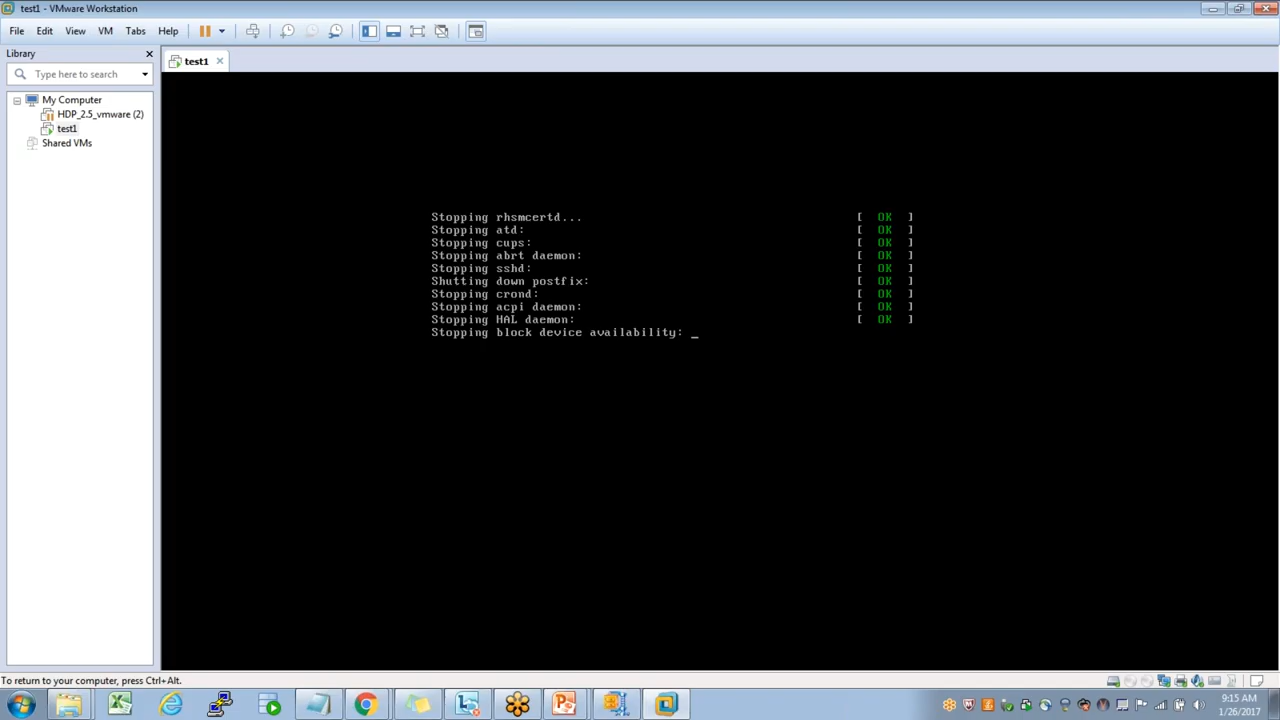 test1 - VMware Workstation
File Edit View VM Tabs Help
Library
Type here to search
My Computer
HDP_2.5_vmware (2)
test1
Shared VMs
test1
Stopping rhsmcertd... [ OK ]
Stopping atd: [ OK ]
Stopping cups: [ OK ]
Stopping abrt daemon: [ OK ]
Stopping sshd: [ OK ]
Shutting down postfix: [ OK ]
Stopping crond: [ OK ]
Stopping acpi daemon: [ OK ]
Stopping HAL daemon: [ OK ]
Stopping block device availability: _
To return to your computer, press Ctrl+Alt.
9:15 AM
1/26/2017